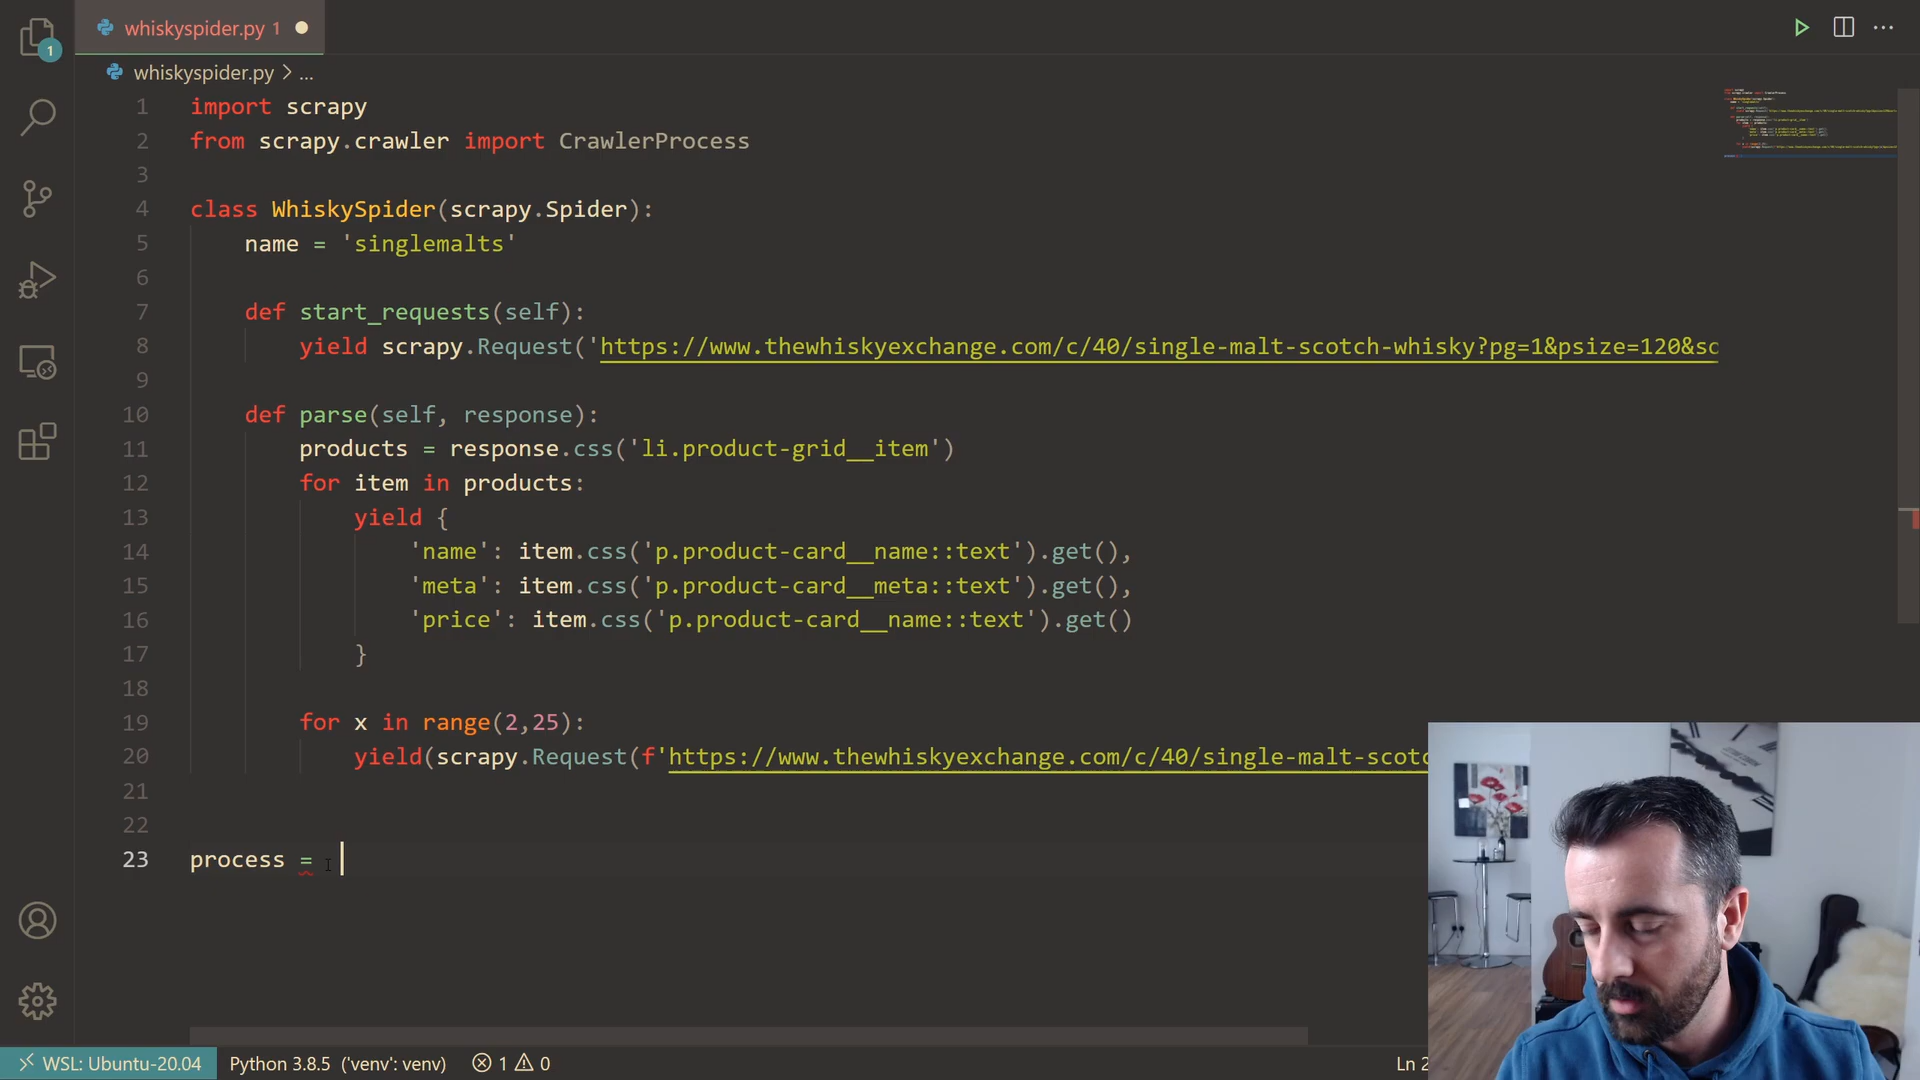 whiskyspider.py 1
whiskyspider.py > ...
1 import scrapy
2 from scrapy.crawler import CrawlerProcess
3
4 class WhiskySpider(scrapy.Spider):
5 name = 'singlemalts'
6
7 def start_requests(self):
8 yield scrapy.Request('https://www.thewhiskyexchange.com/c/40/single-malt-scotch-whisky?pg=1&psize=120&sc
9
10 def parse(self, response):
11 products = response.css('li.product-grid__item')
12 for item in products:
13 yield {
14 'name': item.css('p.product-card__name::text').get(),
15 'meta': item.css('p.product-card__meta::text').get(),
16 'price': item.css('p.product-card__name::text').get()
17 }
18
19 for x in range(2,25):
20 yield(scrapy.Request(f'https://www.thewhiskyexchange.com/c/40/single-malt-scotc
21
22
23 process =
1
WSL: Ubuntu-20.04 Python 3.8.5 ('venv': venv) 1 0 Ln 2